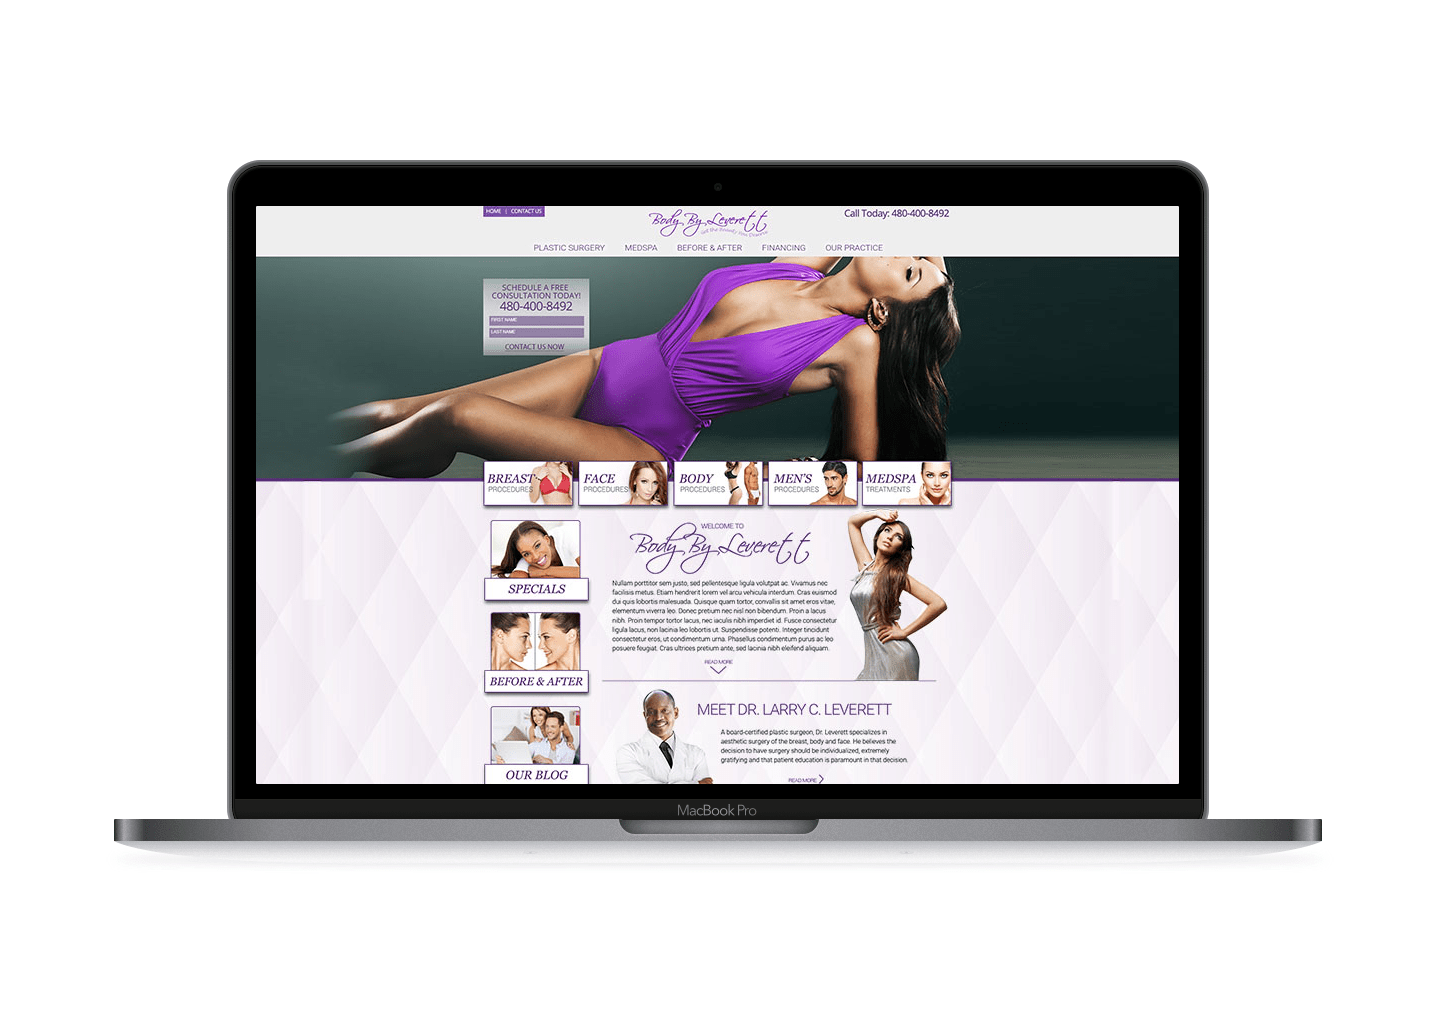 HOME | CONTACT US
Body By Leverett
Get the Beauty You Deserve
Call Today: 480-400-8492
PLASTIC SURGERY MEDSPA BEFORE & AFTER FINANCING OUR PRACTICE
SCHEDULE A FREE
CONSULTATION TODAY!
480-400-8492
FIRST NAME
LAST NAME
CONTACT US NOW
BREAST
PROCEDURES
FACE
PROCEDURES
BODY
PROCEDURES
MEN'S
PROCEDURES
MEDSPA
TREATMENTS
SPECIALS
BEFORE & AFTER
OUR BLOG
WELCOME TO
Body By Leverett
Nullam porttitor sem justo, sed pellentesque ligula volutpat ac. Vivamus nec
facilisis metus. Etiam hendrerit lorem vel arcu vehicula interdum. Cras euismod
dui quis lobortis malesuada. Quisque quam tortor, convallis sit amet eros vitae,
elementum viverra leo. Donec pretium nec nisl non bibendum. Proin a lacus
nibh. Proin tempor tortor lacus, nec iaculis nibh imperdiet id. Fusce consectetur
ligula lacus, non lacinia leo lobortis ut. Suspendisse potenti. Integer tincidunt
consectetur eros, ut condimentum urna. Phasellus condimentum purus ac leo
posuere feugiat. Cras ultrices pretium ante, sed lacinia nibh eleifend aliquam.
READ MORE
MEET DR. LARRY C. LEVERETT
A board-certified plastic surgeon, Dr. Leverett specializes in
aesthetic surgery of the breast, body and face. He believes the
decision to have surgery should be individualized, extremely
gratifying and that patient education is paramount in that decision.
READ MORE
MacBook Pro